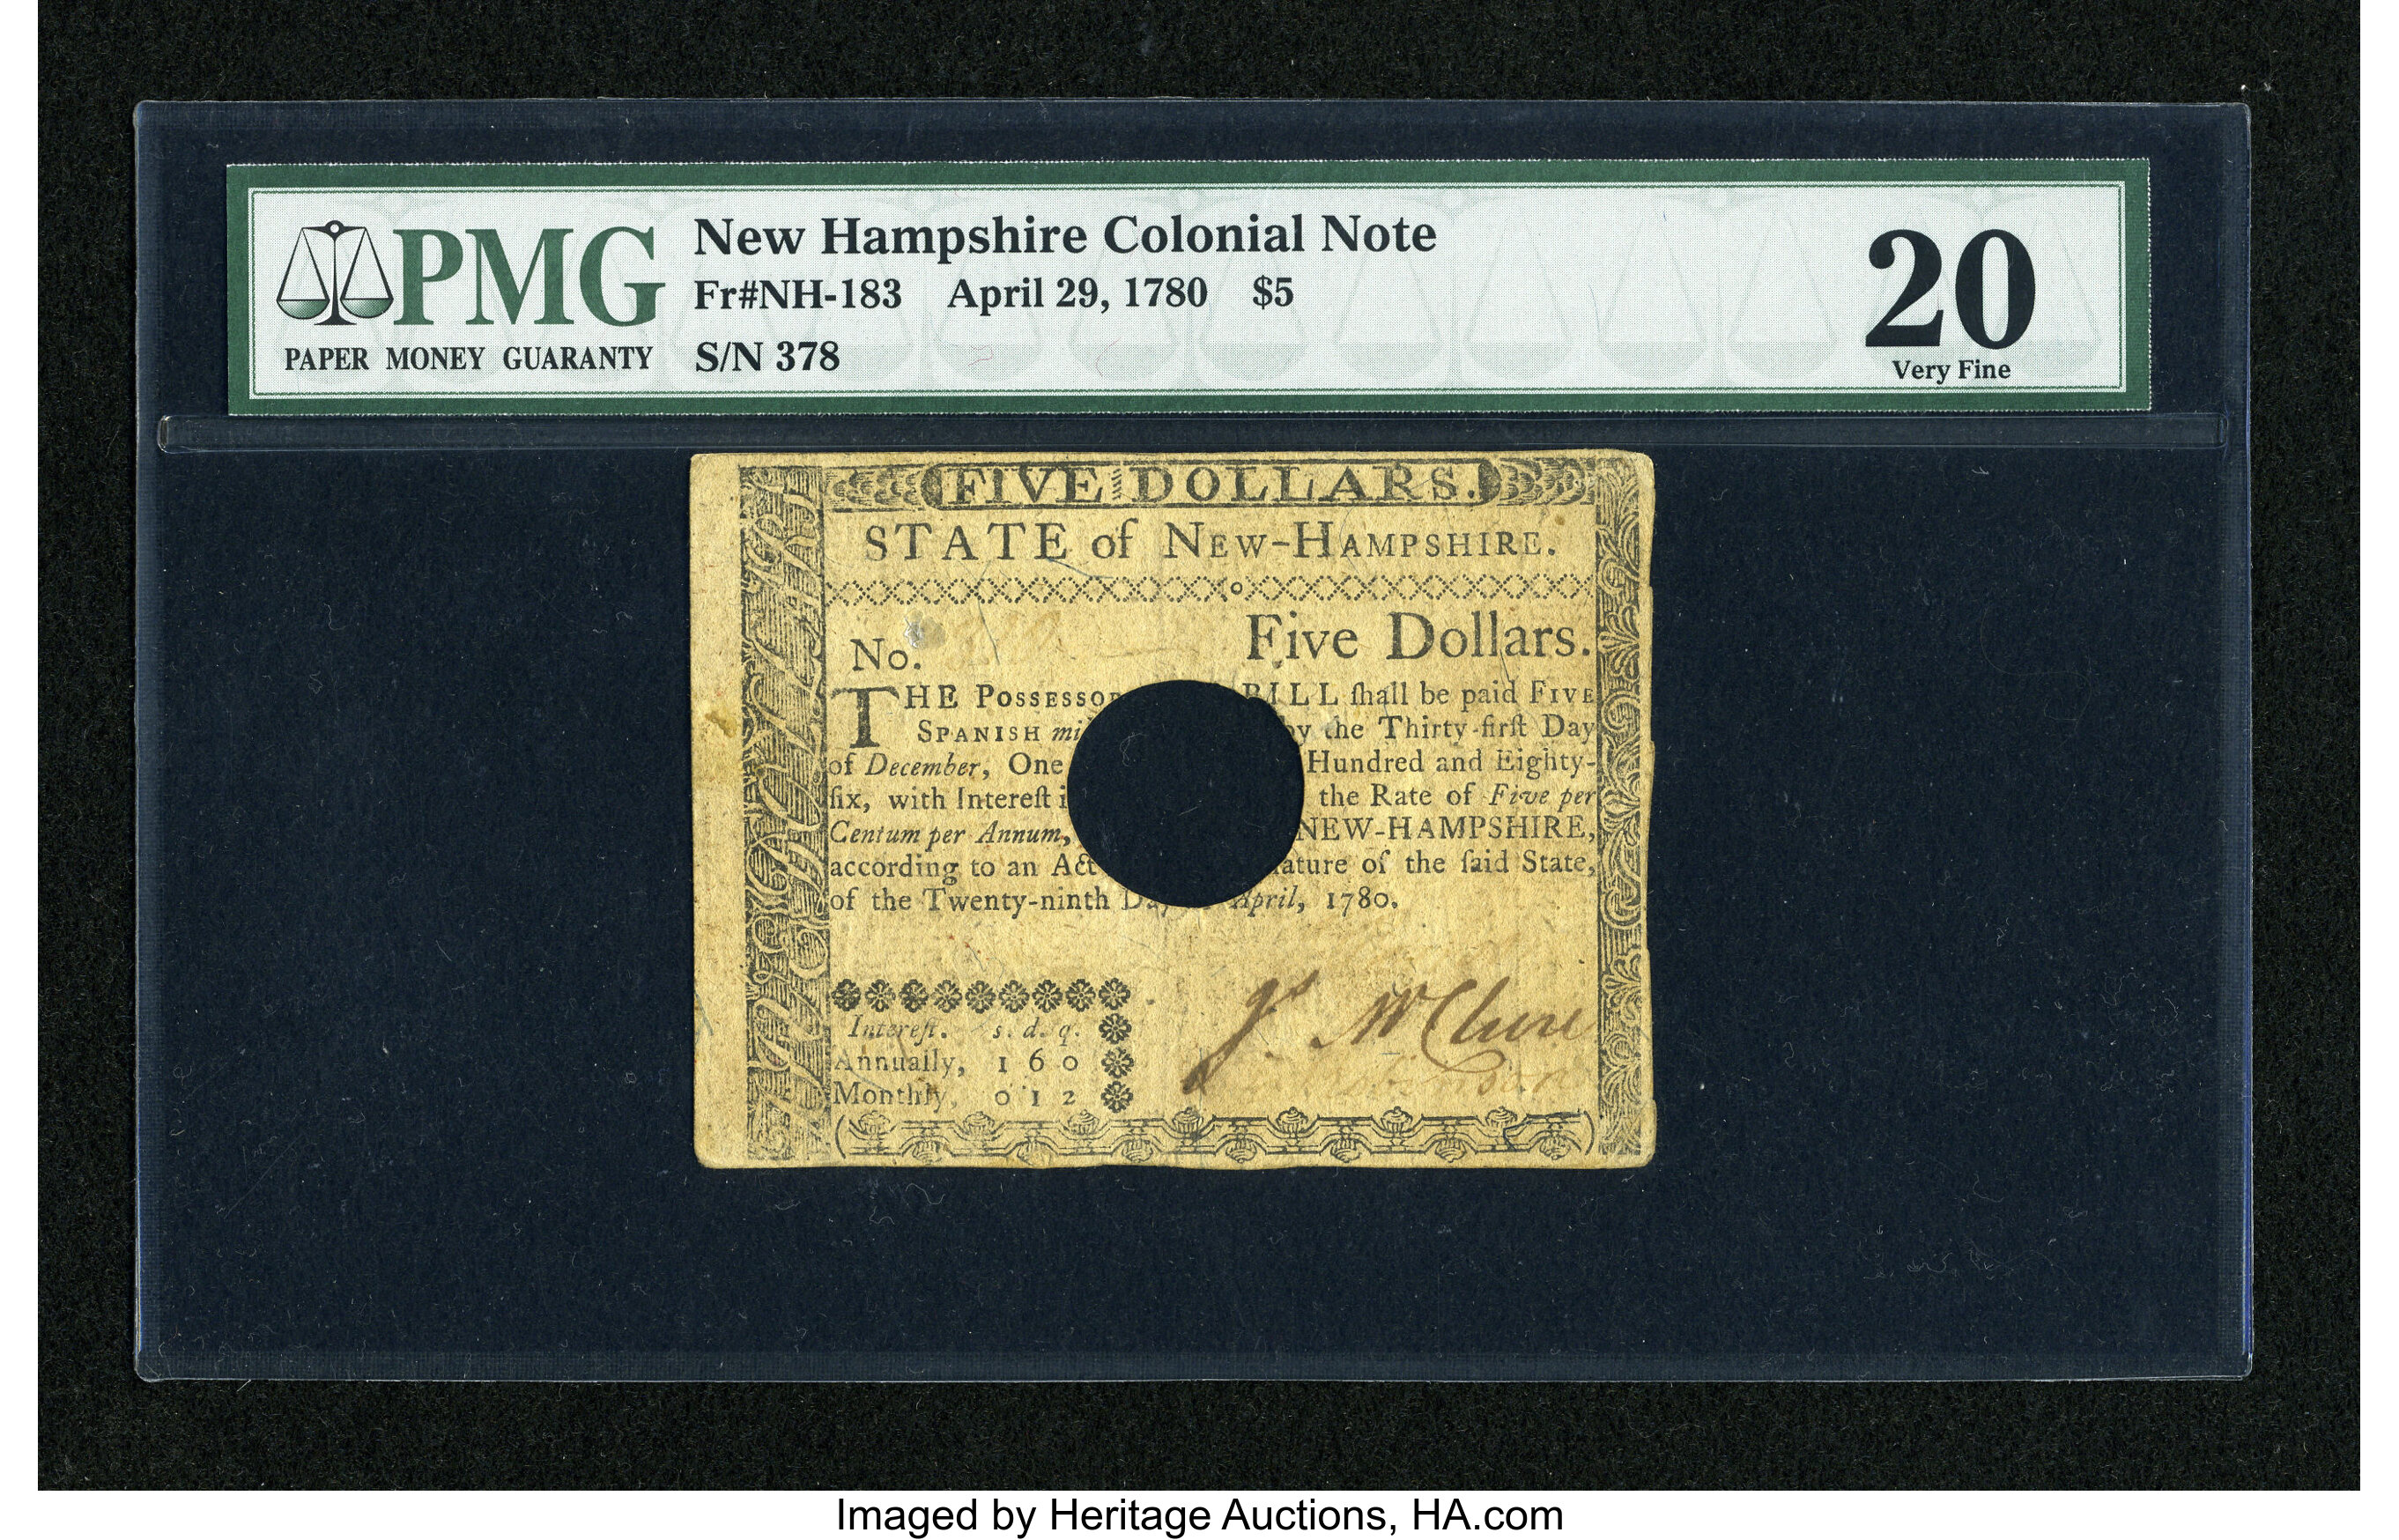 PMG
PAPER MONEY GUARANTY
New Hampshire Colonial Note
Fr#NH-183 April 29, 1780 $5
S/N 378
20
Very Fine
FIVE DOLLARS.
STATE of NEW-HAMPSHIRE.
No. Five Dollars.
THE POSSESSOR BILL ſhall be paid FIVE
SPANISH by the Thirty-firſt Day
of December, One Hundred and Eighty-
ſix, with Intereſt the Rate of Five per
Centum per Annum, NEW-HAMPSHIRE,
according to an Act of the ſaid State,
of the Twenty-ninth Day April, 1780.
Intereſt. s. d. q.
Annually, 1 6 0
Monthly, 0 1 2
Js. McClure
Imaged by Heritage Auctions, HA.com